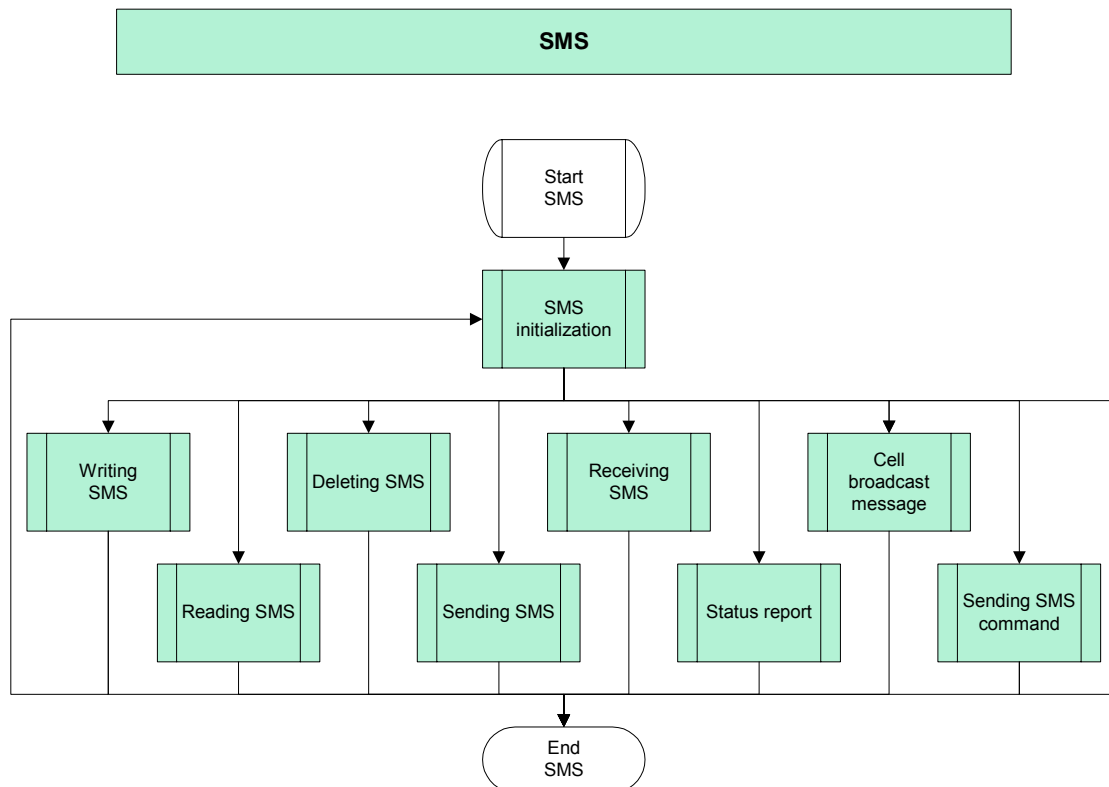 SMS
Start
SMS
SMS
initialization
Writing
SMS
Deleting SMS
Receiving
SMS
Cell
broadcast
message
Reading SMS
Sending SMS
Status report
Sending SMS
command
End
SMS